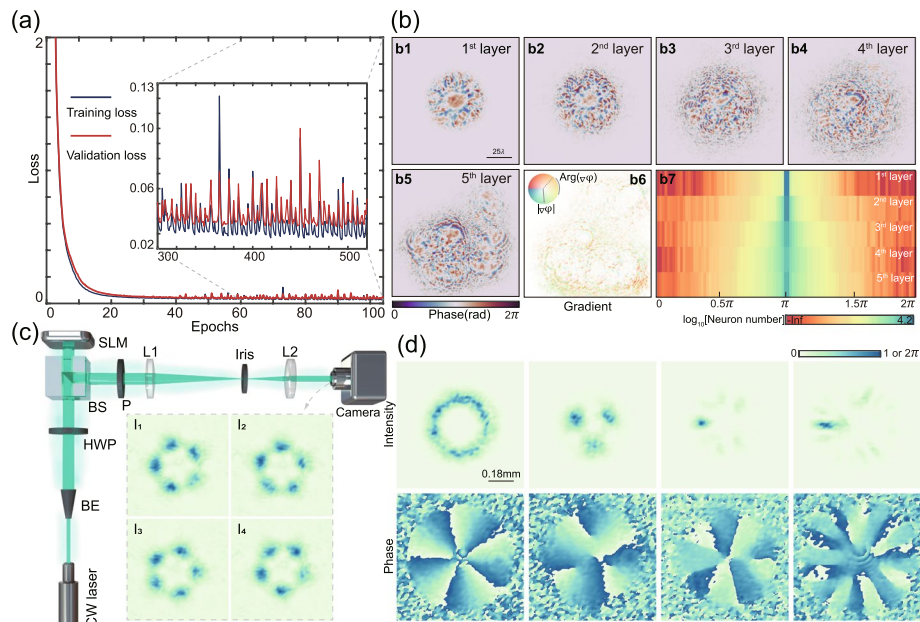 (a)
2
Training loss
Validation loss
Loss
0
10
20
40
60
80
100
Epochs
0.13
0.10
0.06
0.02
300
400
500
(b)
b1 1st layer
25λ
b2 2nd layer
b3 3rd layer
b4 4th layer
b5 5th layer
0 Phase(rad) 2π
b6
Arg(∇φ)
|∇φ|
Gradient
b7
1st layer
2nd layer
3rd layer
4th layer
5th layer
0 0.5π π 1.5π 2π
log10[Neuron number] -Inf 4.2
(c)
SLM
BS
P
L1
Iris
L2
Camera
HWP
BE
CW laser
I1
I2
I3
I4
(d)
0 1 or 2π
Intensity
0.18mm
Phase